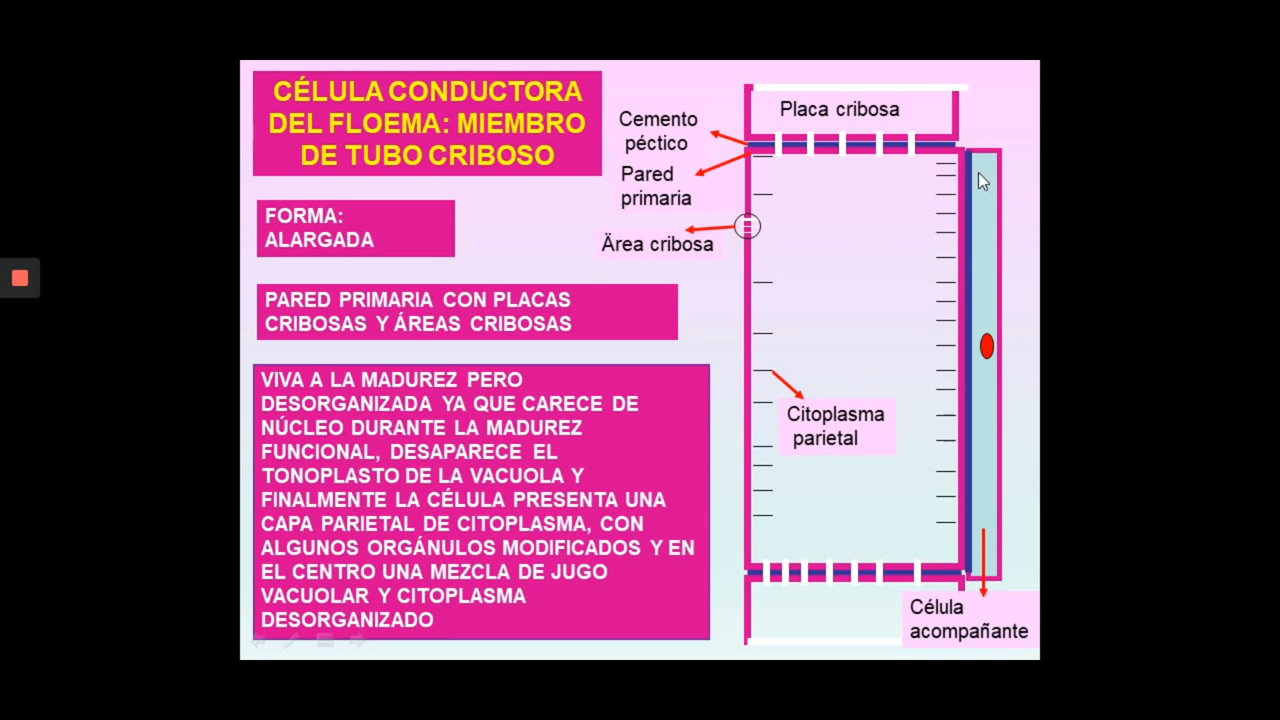 CÉLULA CONDUCTORA
DEL FLOEMA: MIEMBRO
DE TUBO CRIBOSO
FORMA:
ALARGADA
PARED PRIMARIA CON PLACAS
CRIBOSAS Y ÁREAS CRIBOSAS
VIVA A LA MADUREZ PERO
DESORGANIZADA YA QUE CARECE DE
NÚCLEO DURANTE LA MADUREZ
FUNCIONAL, DESAPARECE EL
TONOPLASTO DE LA VACUOLA Y
FINALMENTE LA CÉLULA PRESENTA UNA
CAPA PARIETAL DE CITOPLASMA, CON
ALGUNOS ORGÁNULOS MODIFICADOS Y EN
EL CENTRO UNA MEZCLA DE JUGO
VACUOLAR Y CITOPLASMA
DESORGANIZADO
Placa cribosa
Cemento
péctico
Pared
primaria
Ärea cribosa
Citoplasma
parietal
Célula
acompañante